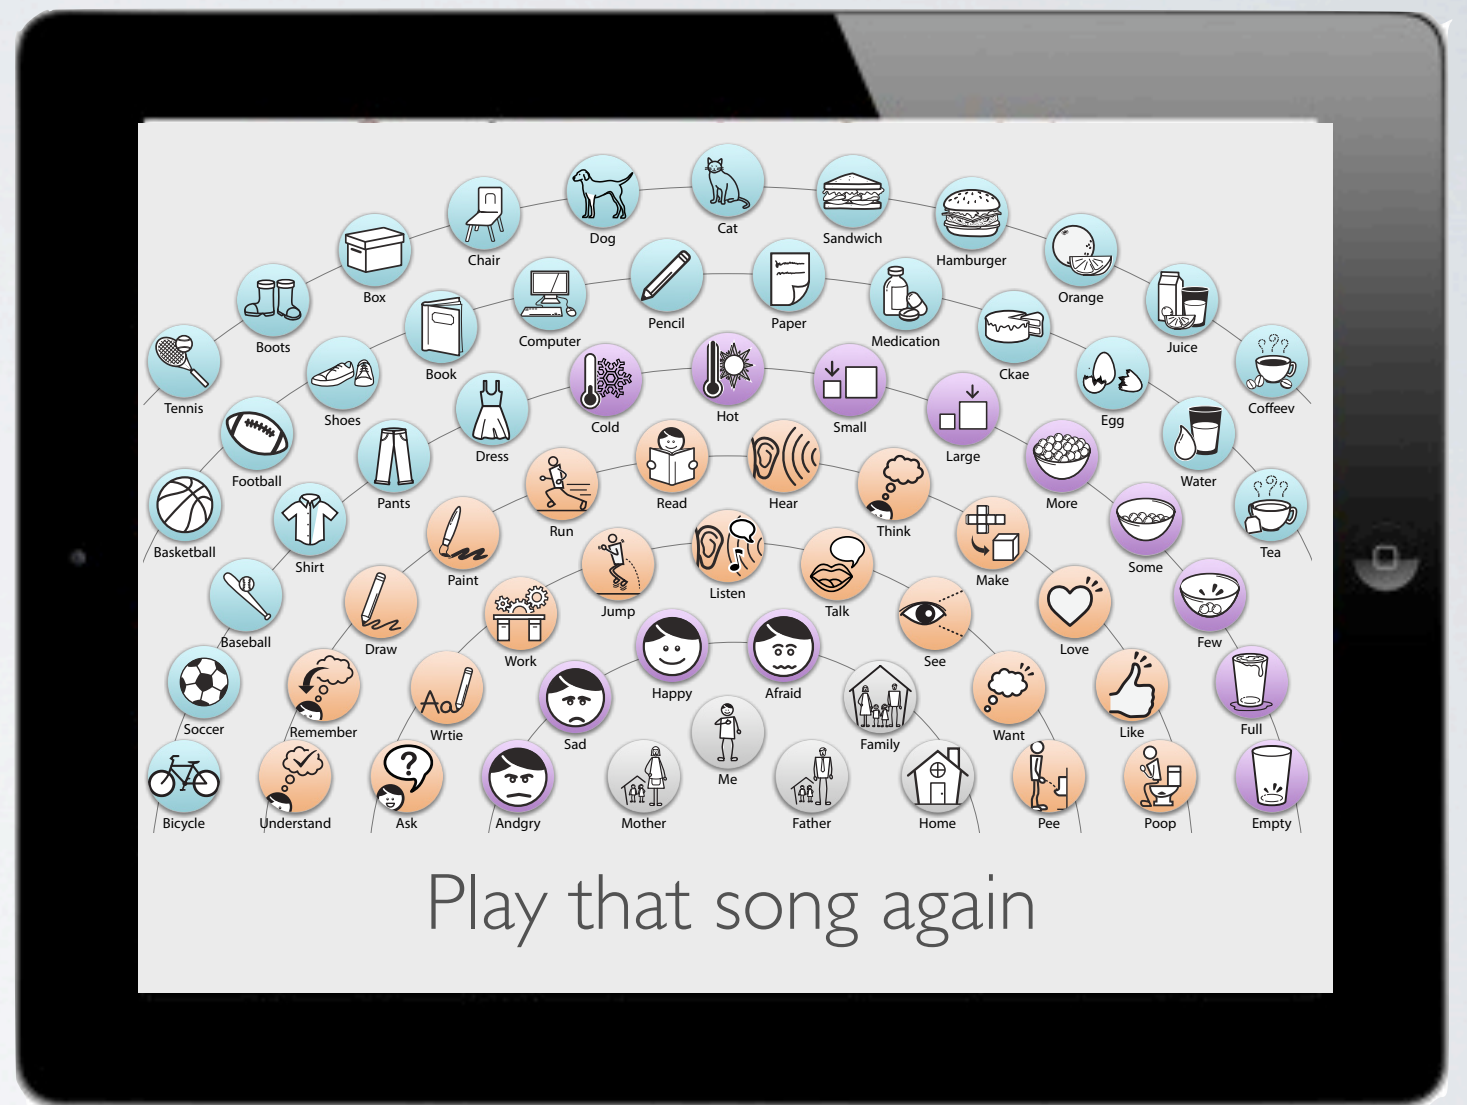 Cat
Dog
Sandwich
Chair
Hamburger
Box
Orange
Pencil
Paper
Boots
Computer
Medication
Juice
Book
Ckae
Tennis
Shoes
Cold
Hot
Small
Egg
Coffeev
Football
Dress
Large
Water
Pants
Read
Hear
More
Basketball
Run
Think
Tea
Shirt
Paint
Make
Some
Jump
Listen
Talk
Baseball
Draw
Work
See
Love
Few
Happy
Afraid
Soccer
Remember
Wrtie
Aa
Sad
Family
Want
Like
Full
Me
?
Bicycle
Understand
Ask
Andgry
Mother
Father
Home
Pee
Poop
Empty
Play that song again